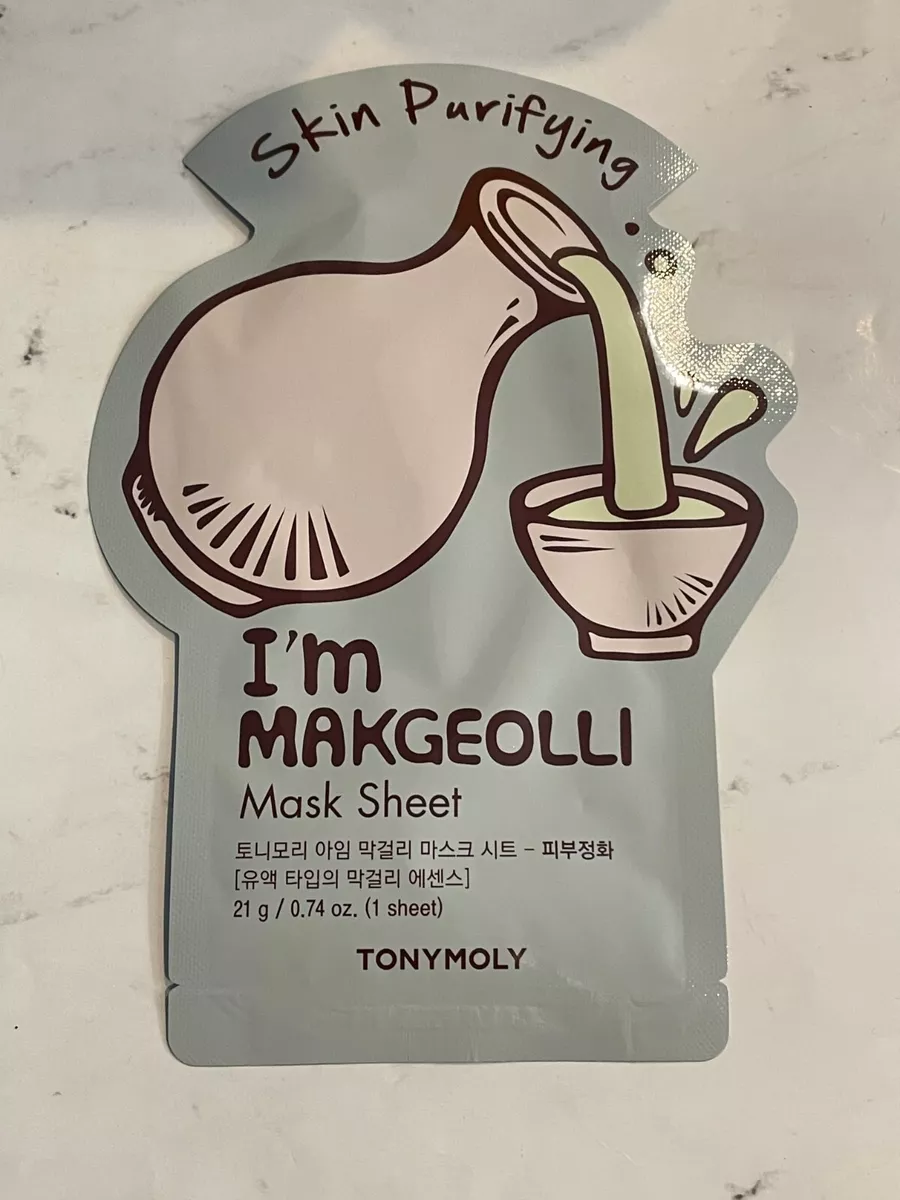 Skin Purifying
I'm
MAKGEOLLI
Mask Sheet
토니모리 아임 막걸리 마스크 시트 - 피부정화
[유액 타입의 막걸리 에센스]
21 g / 0.74 oz. (1 sheet)
TONYMOLY